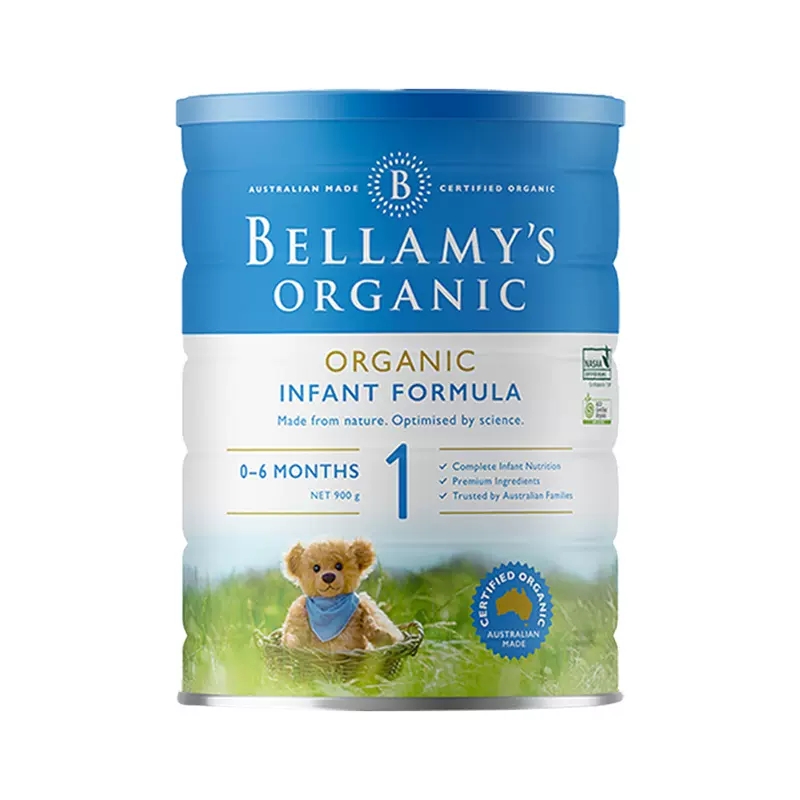 AUSTRALIAN MADE B CERTIFIED ORGANIC
BELLAMY'S
ORGANIC
ORGANIC
INFANT FORMULA
Made from nature. Optimised by science.
0–6 MONTHS
NET 900 g
1
✓ Complete Infant Nutrition
✓ Premium Ingredients
✓ Trusted by Australian Families
NASAA
CERTIFIED ORGANIC
AUSTRALIAN
MADE